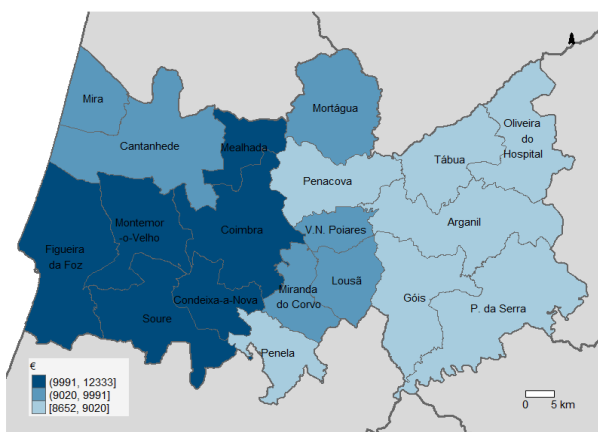 Mira
Cantanhede
Mealhada
Mortágua
Oliveira
do
Hospital
Tábua
Penacova
Arganil
Montemor
-o-Velho
Coimbra
V.N. Poiares
Figueira
da Foz
Lousã
Miranda
do Corvo
Condeixa-a-Nova
Góis
P. da Serra
Soure
Penela
€
(9991, 12333]
(9020, 9991]
[8652, 9020]
0 5 km